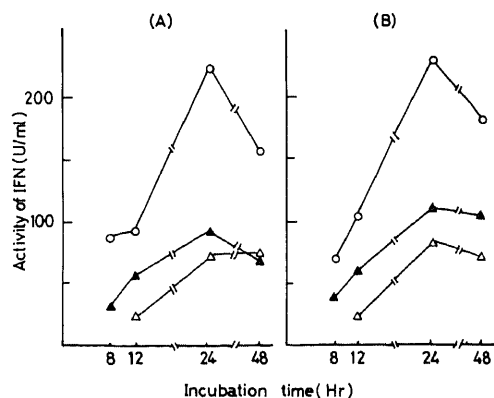 (A)
(B)
Activity of IFN (U/ml)
200
100
8 12 24 48
8 12 24 48
Incubation time(Hr)